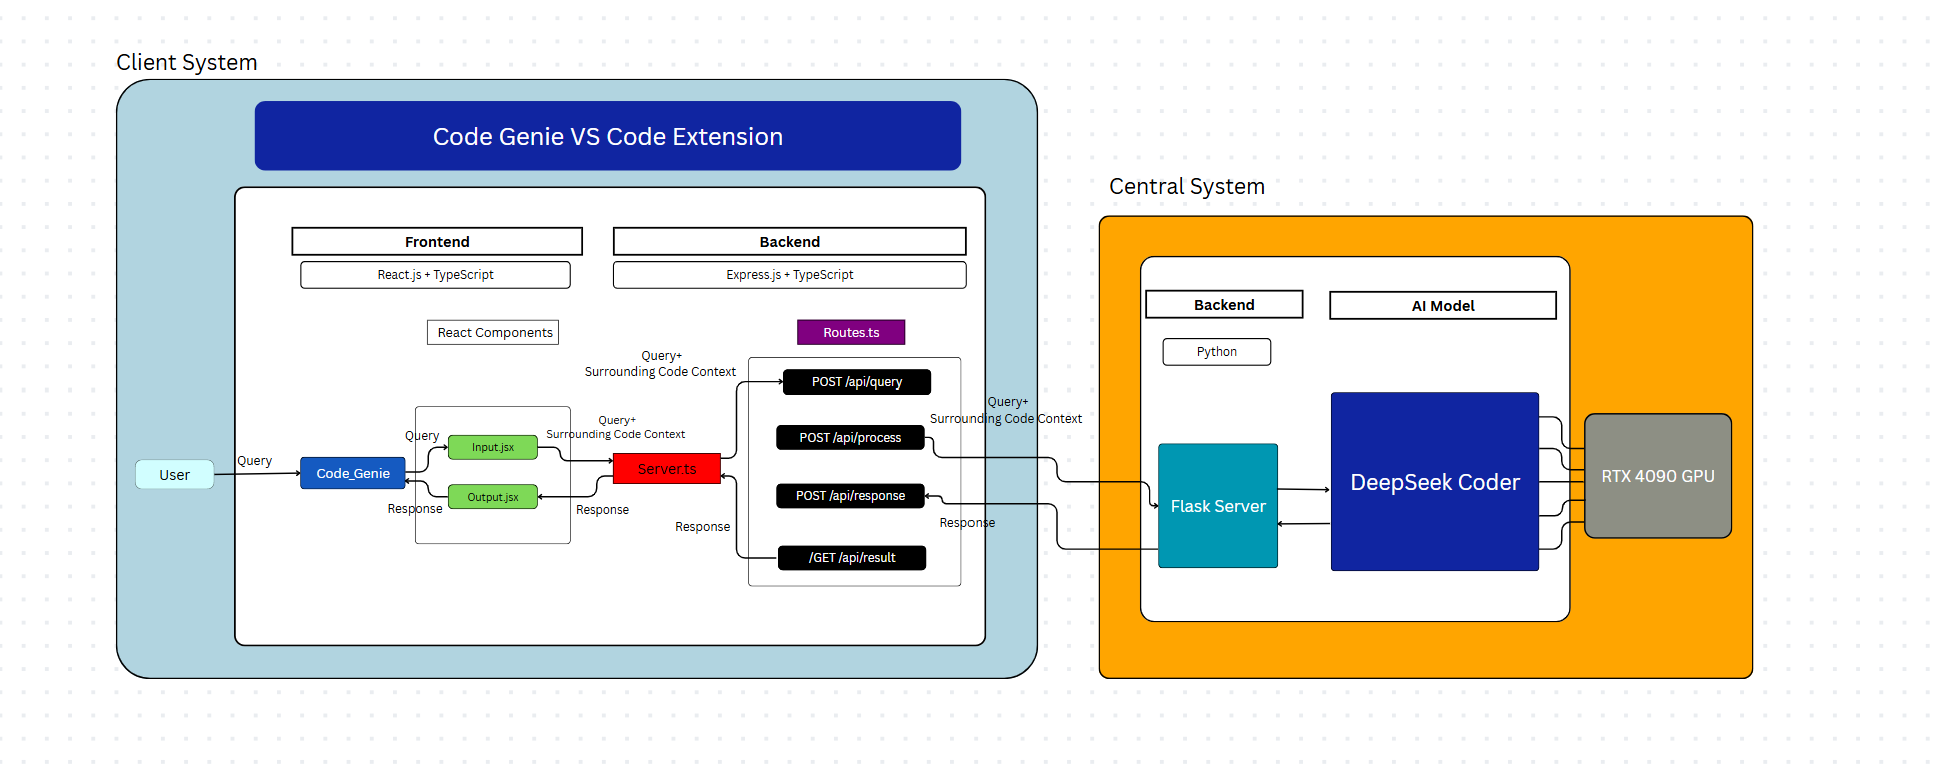 Client System
Code Genie VS Code Extension
Frontend
Backend
React.js + TypeScript
Express.js + TypeScript
React Components
Routes.ts
Query+
Surrounding Code Context
POST /api/query
Query+
Surrounding Code Context
Query
Input.jsx
Query+
Surrounding Code Context
POST /api/process
User
Query
Code_Genie
Server.ts
Output.jsx
Response
Response
POST /api/response
Response
Response
/GET /api/result
Central System
Backend
AI Model
Python
Flask Server
DeepSeek Coder
RTX 4090 GPU